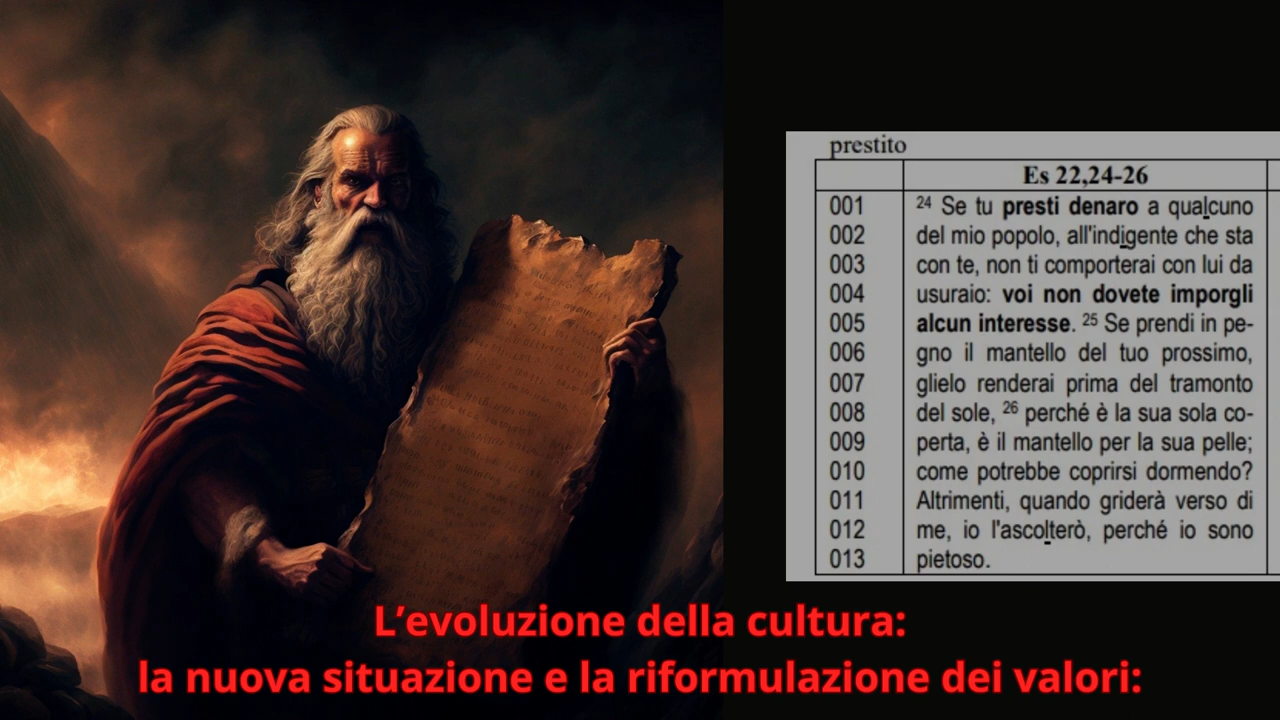 prestito
Es 22,24-26
001 24 Se tu presti denaro a qualcuno
002 del mio popolo, all'indigente che sta
003 con te, non ti comporterai con lui da
004 usuraio: voi non dovete imporgli
005 alcun interesse. 25 Se prendi in pe-
006 gno il mantello del tuo prossimo,
007 glielo renderai prima del tramonto
008 del sole, 26 perché è la sua sola co-
009 perta, è il mantello per la sua pelle;
010 come potrebbe coprirsi dormendo?
011 Altrimenti, quando griderà verso di
012 me, io l'ascolterò, perché io sono
013 pietoso.
L’evoluzione della cultura:
la nuova situazione e la riformulazione dei valori: